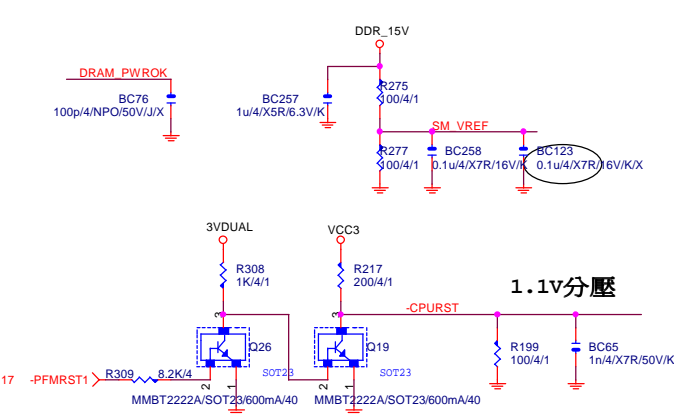 DDR_15V
DRAM_PWROK
BC76
100p/4/NPO/50V/J/X
BC257
1u/4/X5R/6.3V/K
R275
100/4/1
SM_VREF
R277
100/4/1
BC258
0.1u/4/X7R/16V/K
BC123
0.1u/4/X7R/16V/K/X
3VDUAL
VCC3
R308
1K/4/1
R217
200/4/1
1.1V分壓
-CPURST
3
3
Q26
Q19
R199
100/4/1
BC65
1n/4/X7R/50V/K
SOT23
SOT23
17 -PFMRST1
R309
8.2K/4
2
1
2
1
MMBT2222A/SOT23/600mA/40
MMBT2222A/SOT23/600mA/40